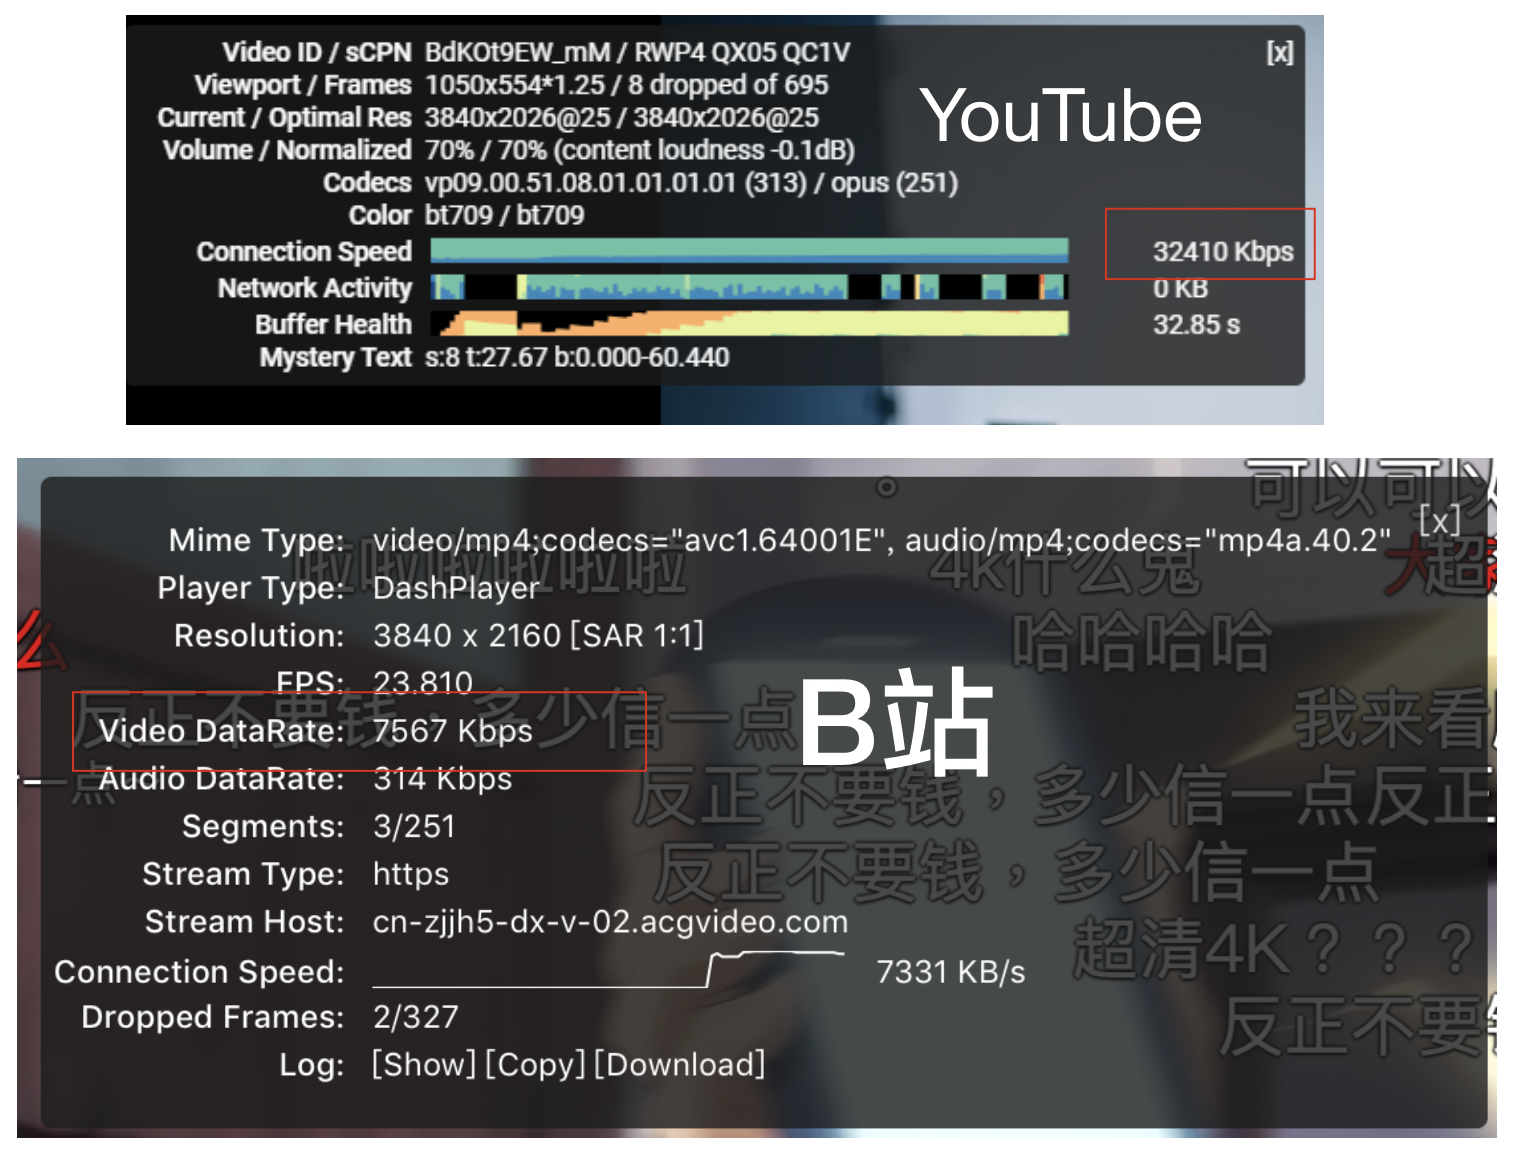 Video ID / sCPN BdKOt9EW_mM / RWP4 QX05 QC1V
[x]
Viewport / Frames 1050x554*1.25 / 8 dropped of 695
Current / Optimal Res 3840x2026@25 / 3840x2026@25
YouTube
Volume / Normalized 70% / 70% (content loudness -0.1dB)
Codecs vp09.00.51.08.01.01.01.01 (313) / opus (251)
Color bt709 / bt709
Connection Speed 32410 Kbps
Network Activity 0 KB
Buffer Health 32.85 s
Mystery Text s:8 t:27.67 b:0.000-60.440
可以可以
[x]
Mime Type: video/mp4;codecs="avc1.64001E", audio/mp4;codecs="mp4a.40.2"
啦啦啦啦啦啦
4k什么鬼
大
超
Player Type: DashPlayer
Resolution: 3840 x 2160 [SAR 1:1]
么
哈哈哈哈
FPS: 23.810
反正不要钱，多少信一点
我来看
B站
Video DataRate: 7567 Kbps
一点
Audio DataRate: 314 Kbps
反正不要钱，多少信一点反正
Segments: 3/251
Stream Type: https
反正不要钱，多少信一点
Stream Host: cn-zjjh5-dx-v-02.acgvideo.com
超清4K？？？
Connection Speed: 7331 KB/s
Dropped Frames: 2/327
反正不要钱
Log: [Show] [Copy] [Download]